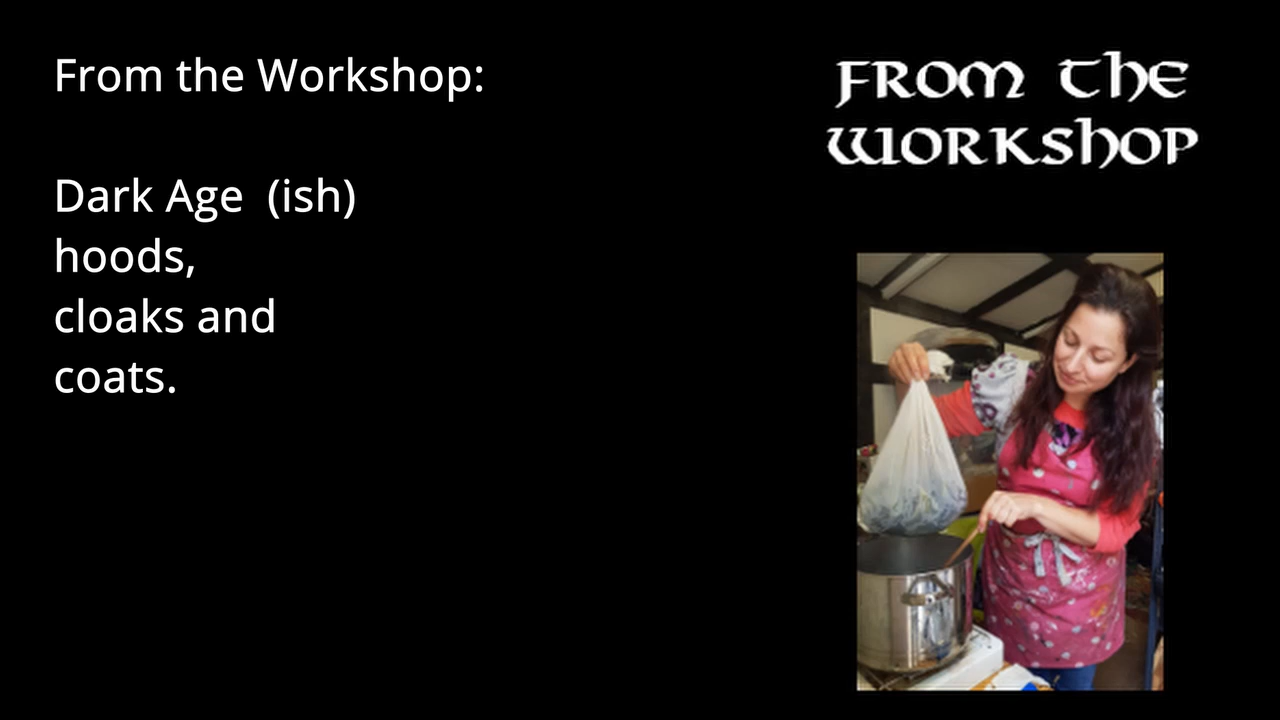 From the Workshop:
Dark Age (ish)
hoods,
cloaks and
coats.
FROM THE
WORKSHOP